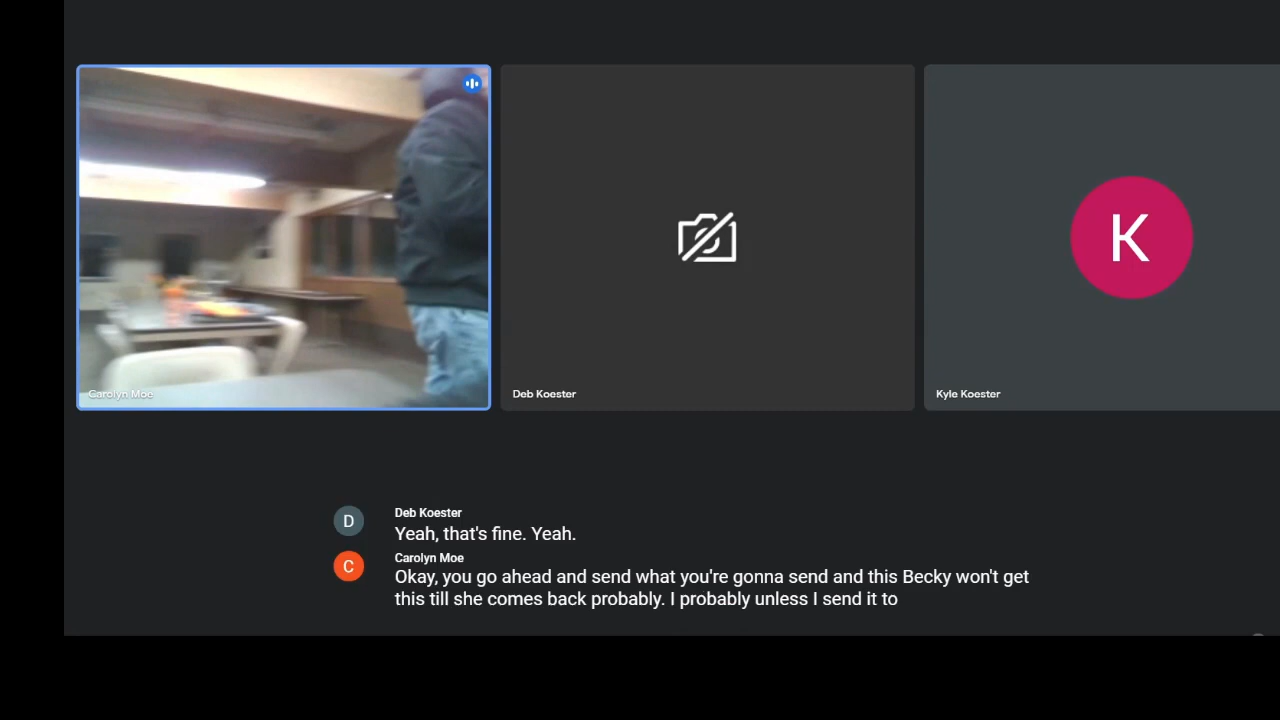 K
Carolyn Moe
Deb Koester
Kyle Koester
D
Deb Koester
Yeah, that's fine. Yeah.
C
Carolyn Moe
Okay, you go ahead and send what you're gonna send and this Becky won't get
this till she comes back probably. I probably unless I send it to